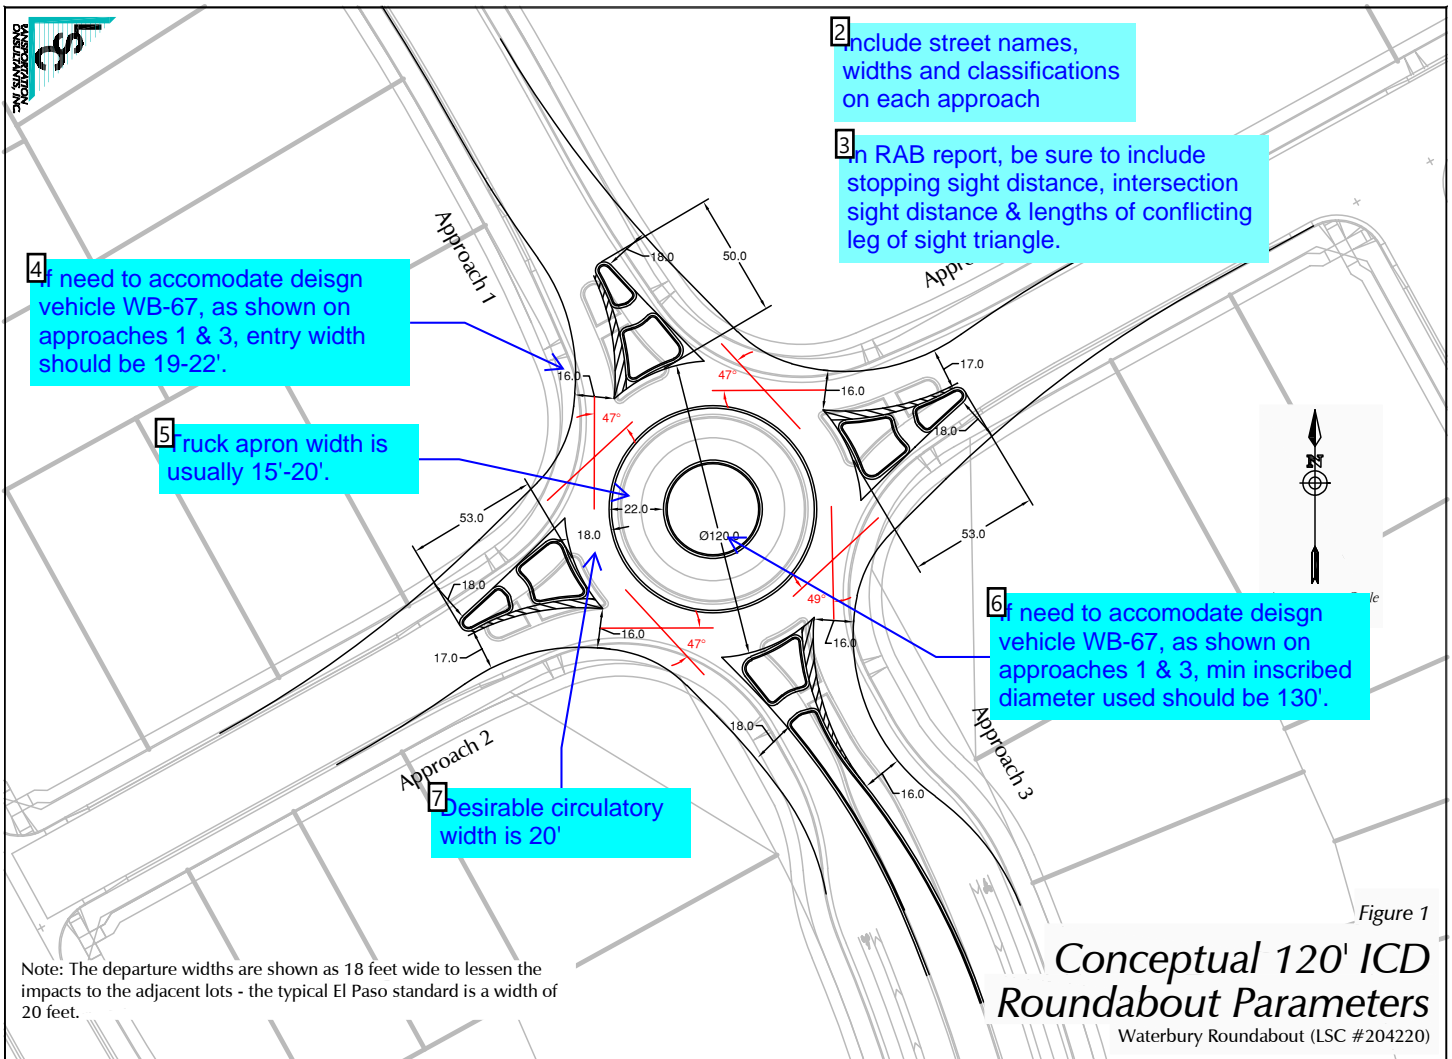 LSC
TRANSPORTATION
CONSULTANTS, INC.
2
Include street names,
widths and classifications
on each approach
3
In RAB report, be sure to include
stopping sight distance, intersection
sight distance & lengths of conflicting
leg of sight triangle.
Approach 1
4
If need to accomodate deisgn
vehicle WB-67, as shown on
approaches 1 & 3, entry width
should be 19-22'.
18.0
50.0
16.0
47°
47°
16.0
17.0
18.0
53.0
5
Truck apron width is
usually 15'-20'.
22.0
Ø120.0
N
53.0
18.0
18.0
17.0
16.0
47°
49°
16.0
6
If need to accomodate deisgn
vehicle WB-67, as shown on
approaches 1 & 3, min inscribed
diameter used should be 130'.
18.0
16.0
Approach 2
Approach 3
7
Desirable circulatory
width is 20'
Note: The departure widths are shown as 18 feet wide to lessen the
impacts to the adjacent lots - the typical El Paso standard is a width of
20 feet.
Figure 1
Conceptual 120' ICD
Roundabout Parameters
Waterbury Roundabout (LSC #204220)